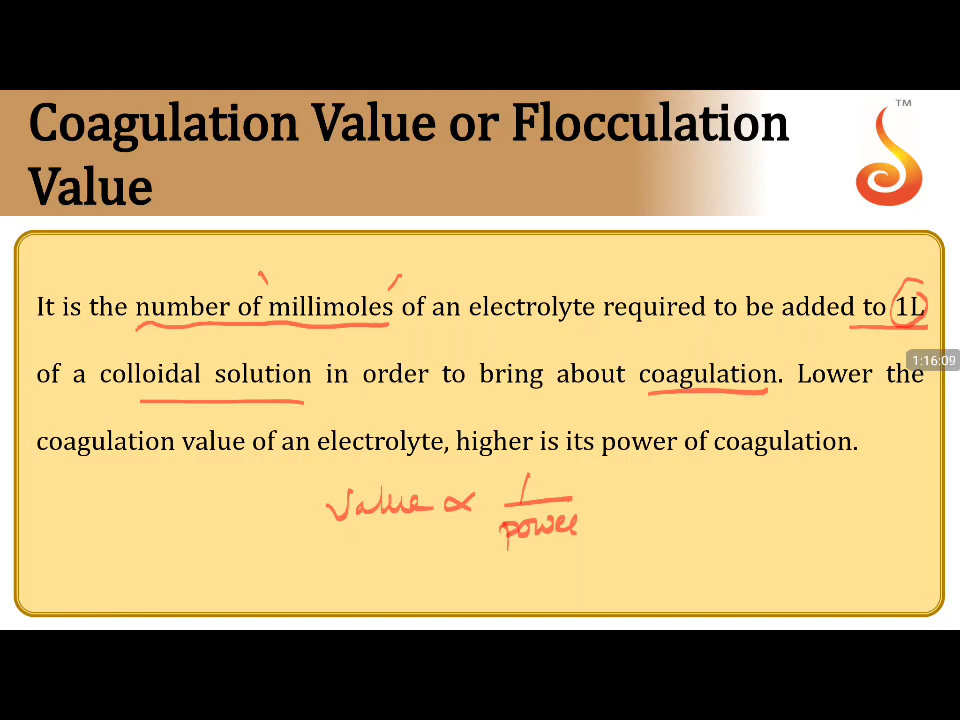 Coagulation Value or Flocculation
Value
TM
It is the number of millimoles of an electrolyte required to be added to 1L
1:16:09
of a colloidal solution in order to bring about coagulation. Lower the
coagulation value of an electrolyte, higher is its power of coagulation.
Value ∝ 1
power